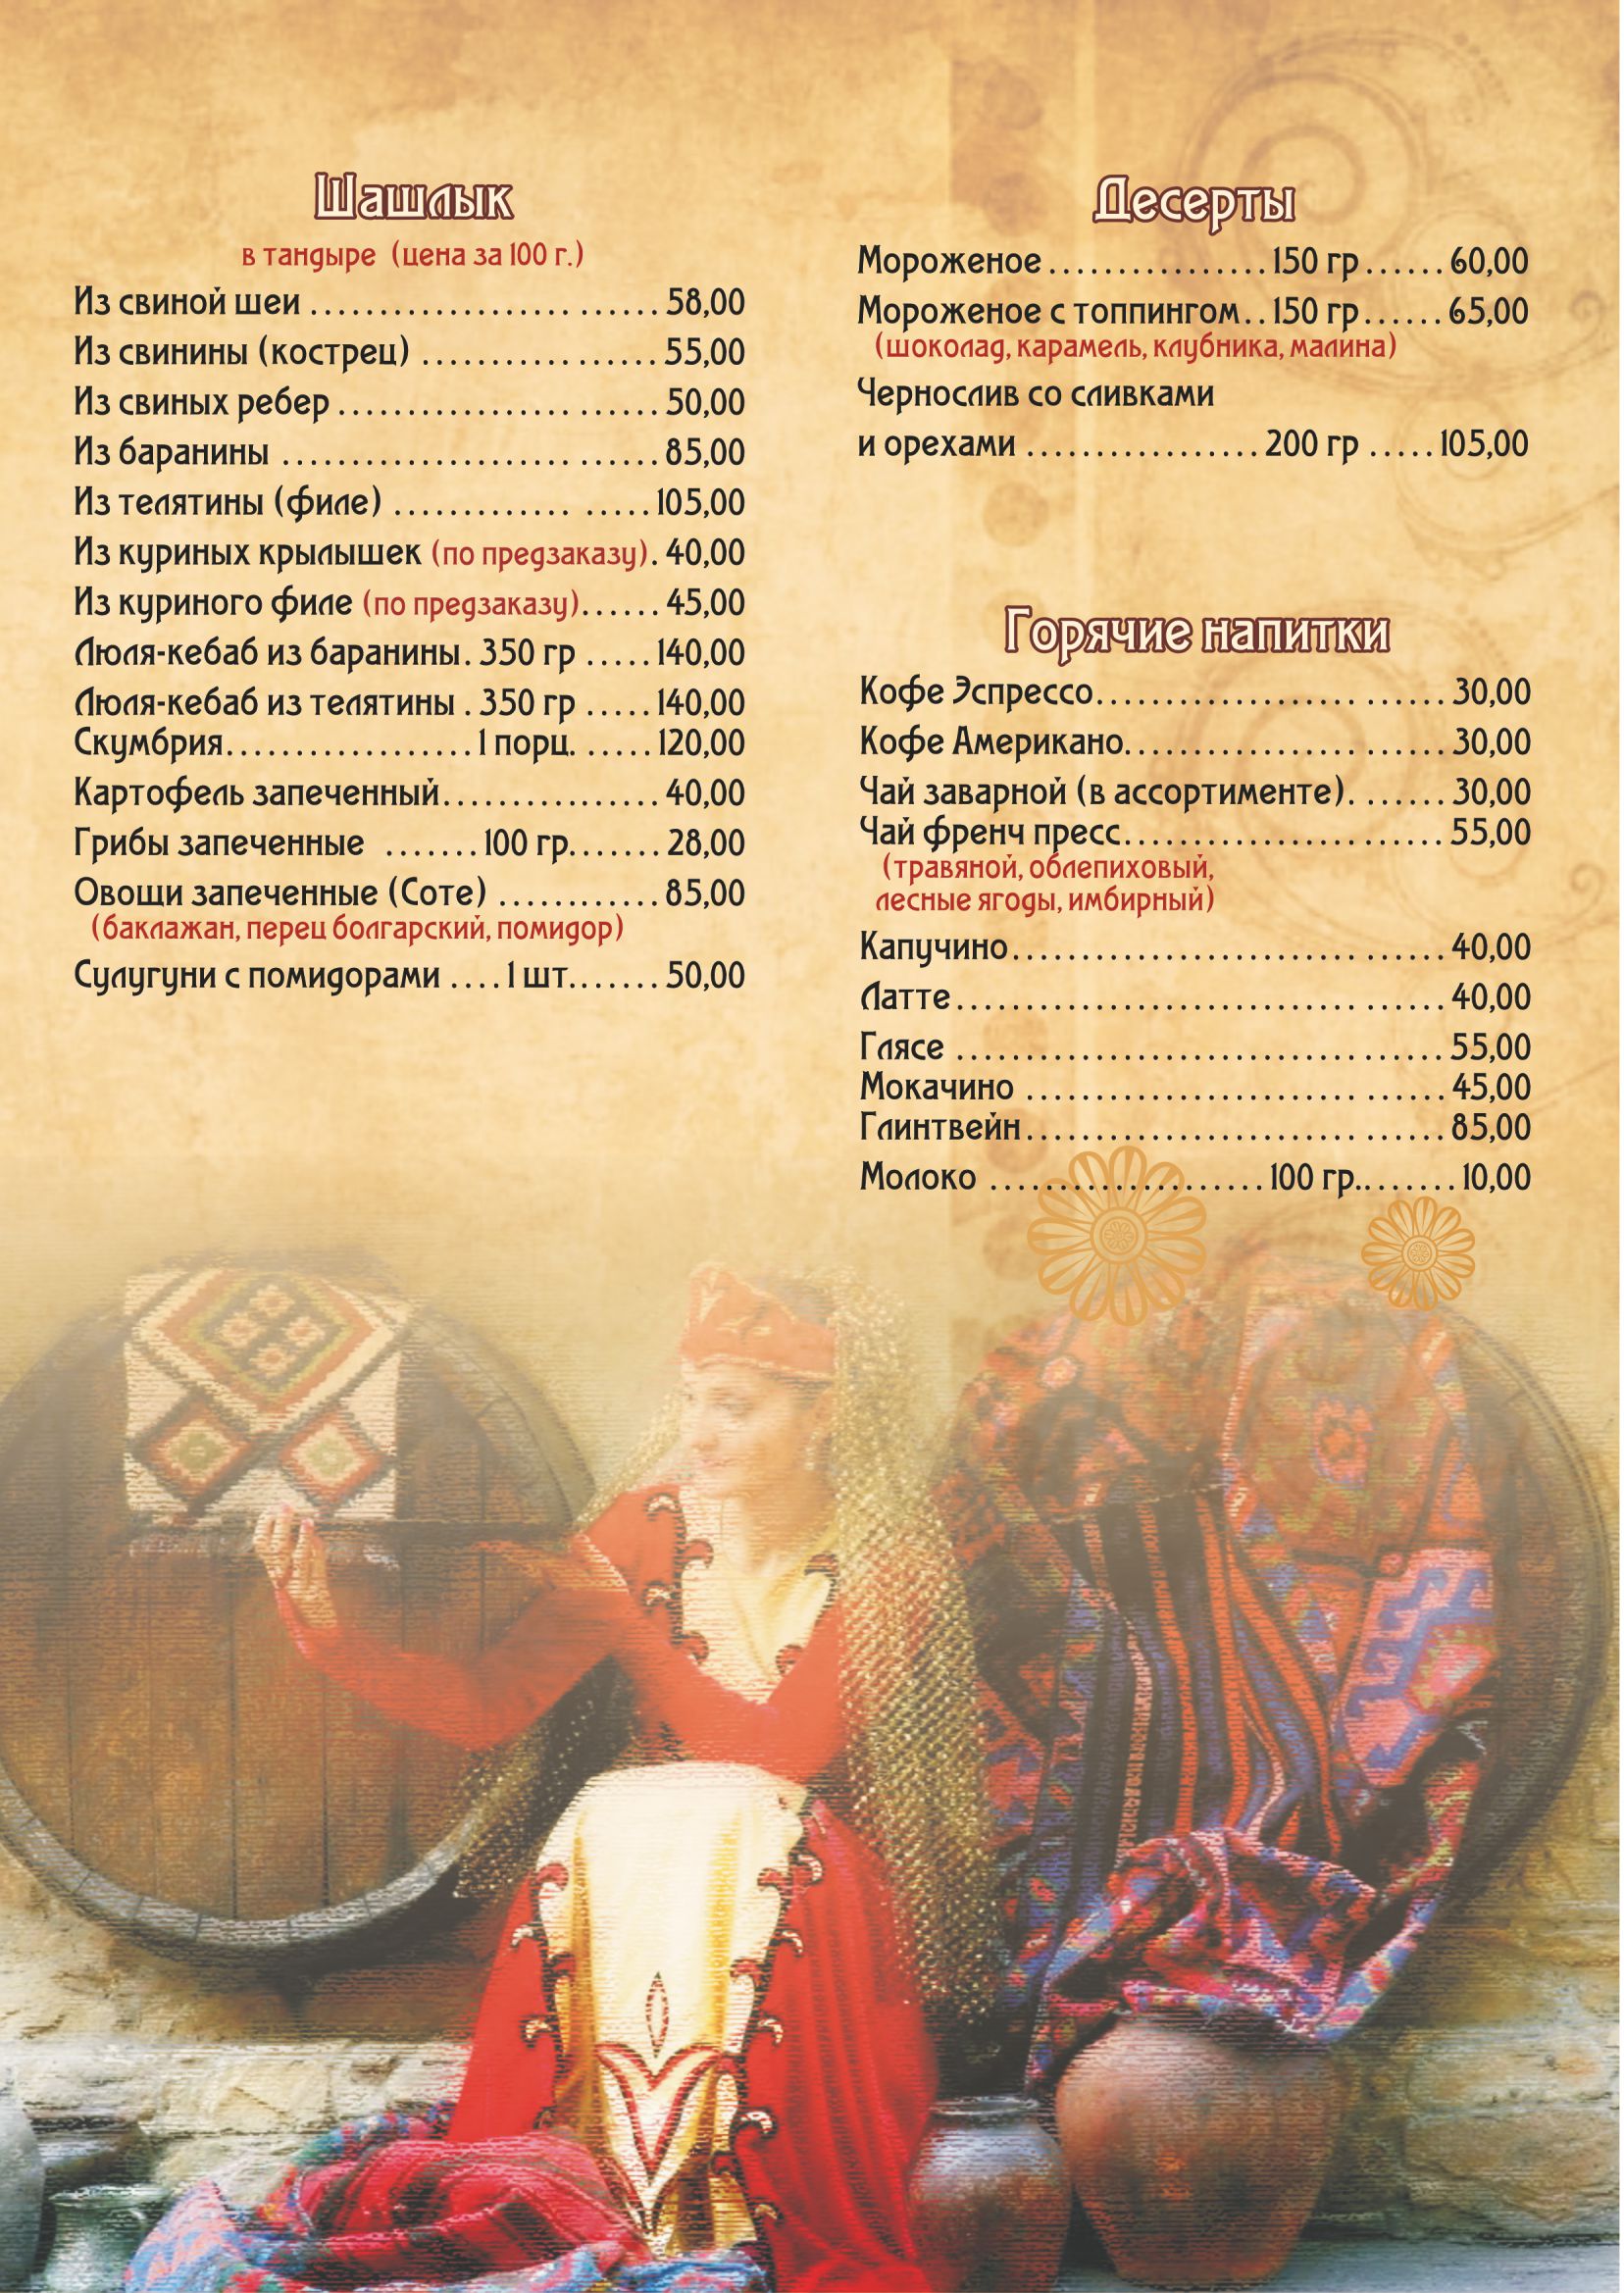 Шашлык
в тандыре (цена за 100 г.)
Из свиной шеи ......................... 58,00
Из свинины (кострец) ................. 55,00
Из свиных ребер ....................... 50,00
Из баранины ........................... 85,00
Из телятины (филе) .................. 105,00
Из куриных крылышек (по предзаказу). 40,00
Из куриного филе (по предзаказу)...... 45,00
Люля-кебаб из баранины. 350 гр ..... 140,00
Люля-кебаб из телятины . 350 гр ..... 140,00
Скумбрия.................. 1 порц. ..... 120,00
Картофель запеченный................ 40,00
Грибы запеченные ....... 100 гр....... 28,00
Овощи запеченные (Соте) ............ 85,00
(баклажан, перец болгарский, помидор)
Сулугуни с помидорами .... 1 шт....... 50,00
Десерты
Мороженое ................ 150 гр ...... 60,00
Мороженое с топпингом.. 150 гр ...... 65,00
(шоколад, карамель, клубника, малина)
Чернослив со сливками
и орехами ................. 200 гр ..... 105,00
Горячие напитки
Кофе Эспрессо......................... 30,00
Кофе Американо....................... 30,00
Чай заварной (в ассортименте). ...... 30,00
Чай френч пресс....................... 55,00
(травяной, облепиховый,
лесные ягоды, имбирный)
Капучино............................... 40,00
Латте................................... 40,00
Глясе ................................... 55,00
Мокачино .............................. 45,00
Глинтвейн.............................. 85,00
Молоко .................... 100 гр......... 10,00